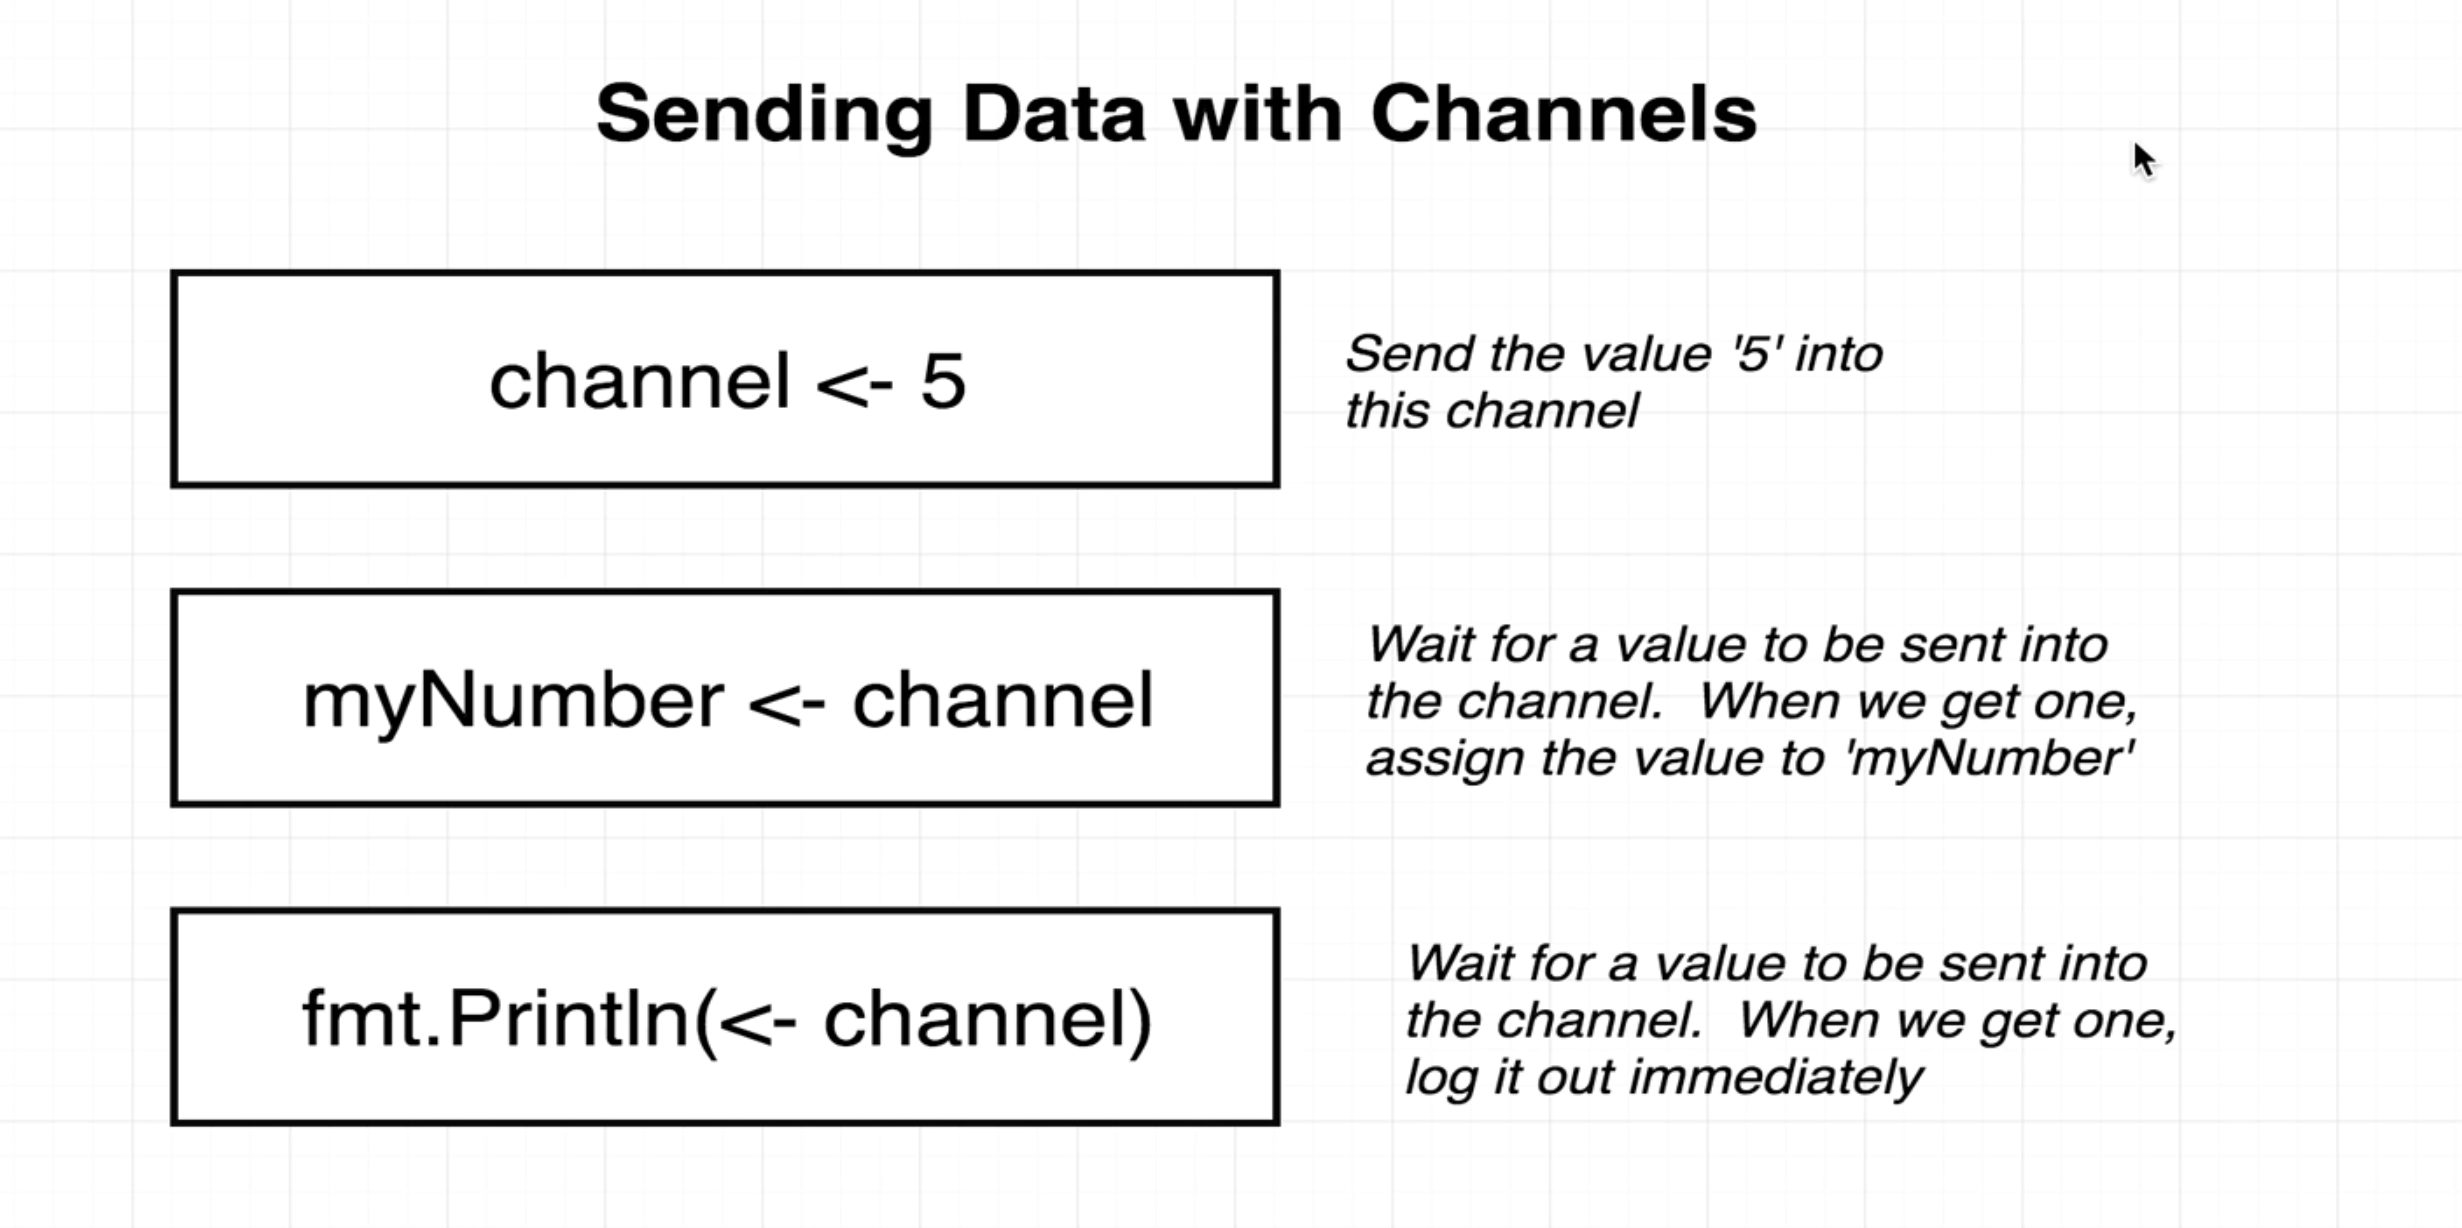 Sending Data with Channels
channel <- 5
Send the value '5' into
this channel
myNumber <- channel
Wait for a value to be sent into
the channel.  When we get one,
assign the value to 'myNumber'
fmt.Println(<- channel)
Wait for a value to be sent into
the channel.  When we get one,
log it out immediately